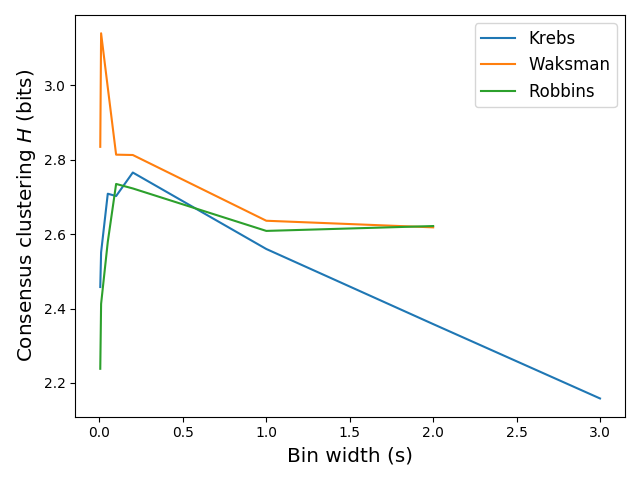 Krebs
Waksman
Robbins
Consensus clustering H (bits)
3.0
2.8
2.6
2.4
2.2
0.0 0.5 1.0 1.5 2.0 2.5 3.0
Bin width (s)